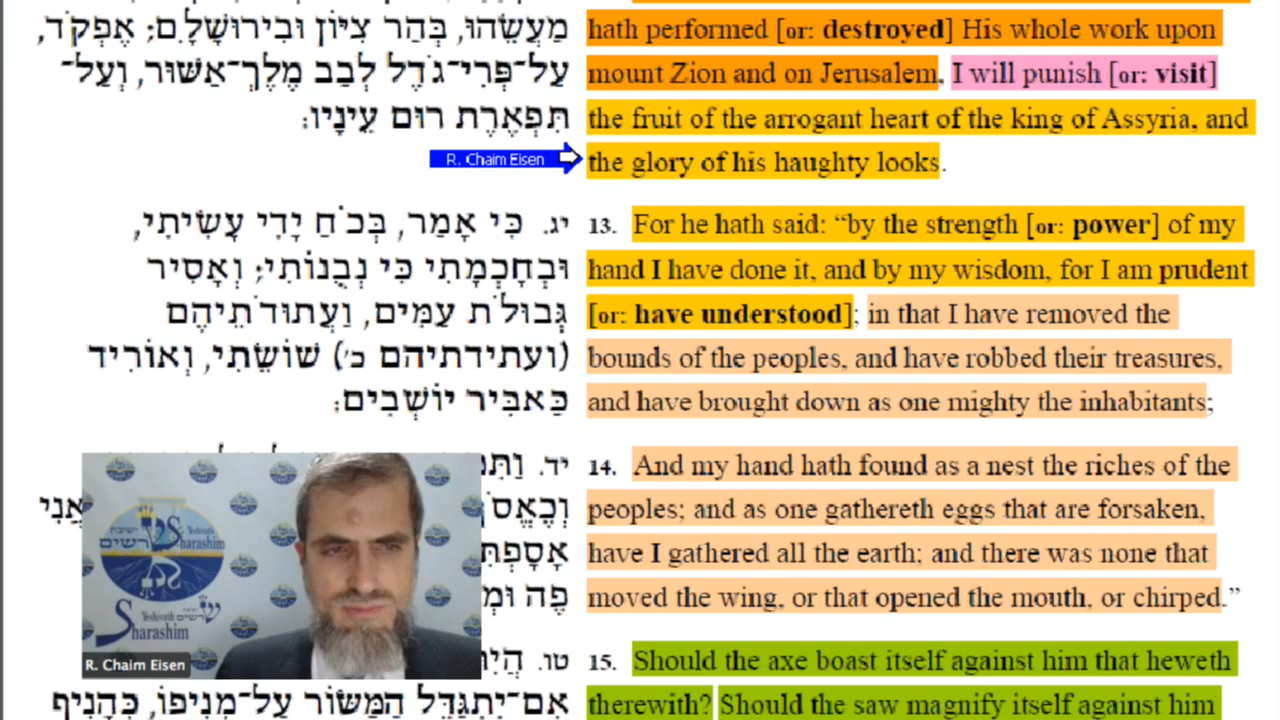 מַעֲשֵׂהוּ, בְּהַר צִיּוֹן וּבִירוּשָׁלִָם; אֶפְקֹד,
עַל־פְּרִי־גֹדֶל לְבַב מֶלֶךְ־אַשּׁוּר, וְעַל־
תִּפְאֶרֶת רוּם עֵינָיו:
יג. כִּי אָמַר, בְּכֹחַ יָדִי עָשִׂיתִי,
וּבְחָכְמָתִי כִּי נְבֻנוֹתִי; וְאָסִיר
גְּבוּלֹת עַמִּים, וַעֲתוּדֹתֵיהֶם
(ועתידתיהם כ׳) שׁוֹשֵׂתִי, וְאוֹרִיד
כַּאבִּיר יוֹשְׁבִים:
יד.
אָסַפְתִּ
פֶה
טו.
אִם־יִתְגַּדֵּל הַמַּשּׂוֹר עַל־מְנִיפוֹ, כְּהָנִיף
hath performed [or: destroyed] His whole work upon
mount Zion and on Jerusalem, I will punish [or: visit]
the fruit of the arrogant heart of the king of Assyria, and
the glory of his haughty looks.
13. For he hath said: “by the strength [or: power] of my
hand I have done it, and by my wisdom, for I am prudent
[or: have understood]; in that I have removed the
bounds of the peoples, and have robbed their treasures,
and have brought down as one mighty the inhabitants;
14. And my hand hath found as a nest the riches of the
peoples; and as one gathereth eggs that are forsaken,
have I gathered all the earth; and there was none that
moved the wing, or that opened the mouth, or chirped.”
15. Should the axe boast itself against him that heweth
therewith? Should the saw magnify itself against him
R. Chaim Eisen
ישיבת
שרשים
Yeshivath
Sharashim
Yeshivath שרשים
Sharashim
R. Chaim Eisen